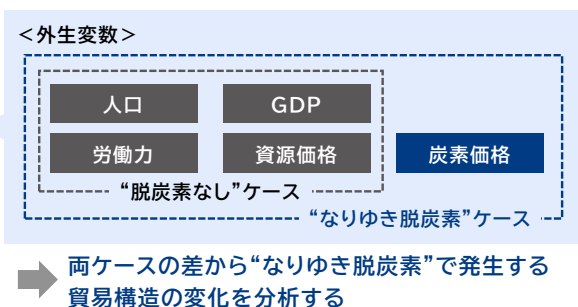 ＜外生変数＞
人口
GDP
労働力
資源価格
炭素価格
“脱炭素なし”ケース
“なりゆき脱炭素”ケース
両ケースの差から“なりゆき脱炭素”で発生する
貿易構造の変化を分析する